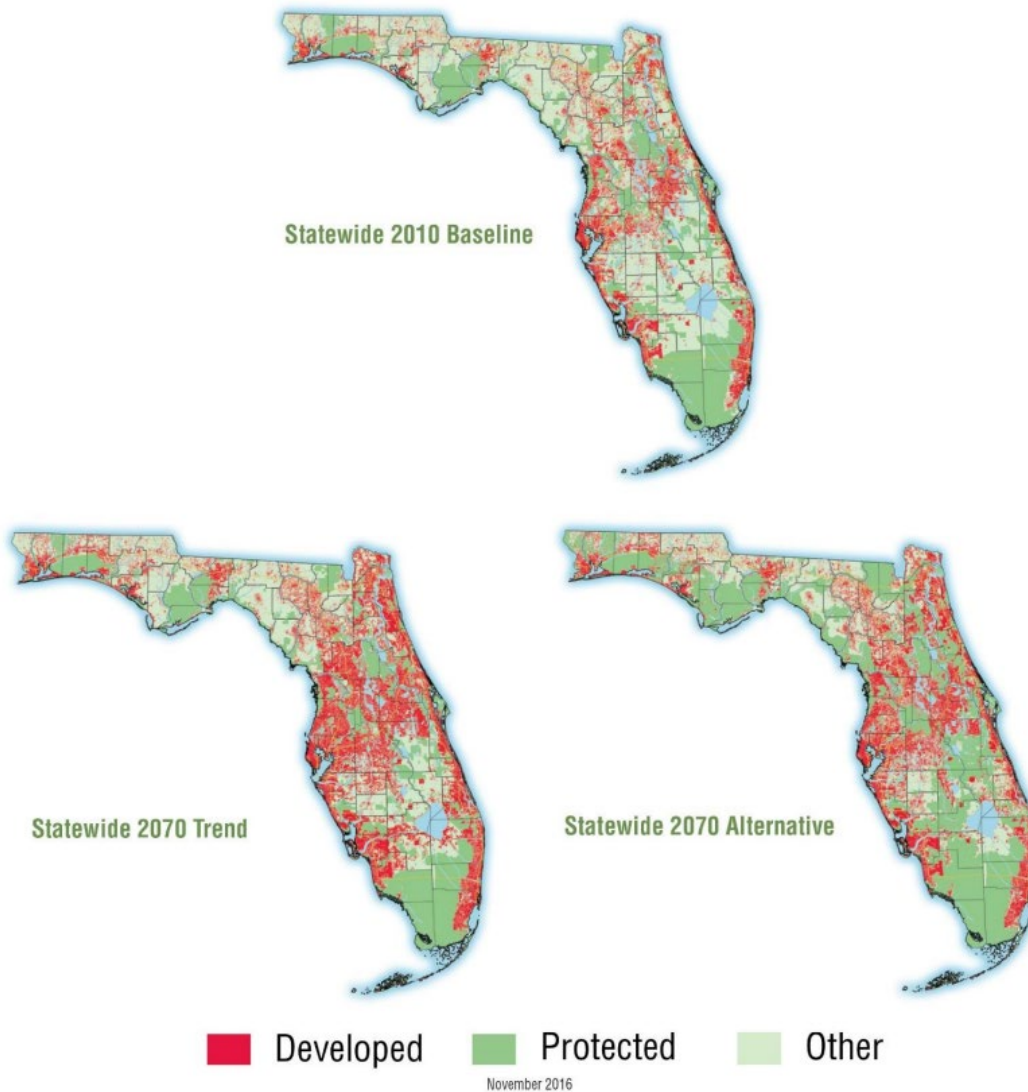 Statewide 2010 Baseline
Statewide 2070 Trend
Statewide 2070 Alternative
Developed
Protected
Other
November 2016